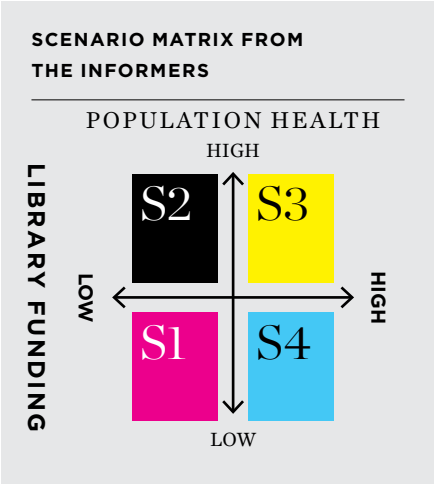 SCENARIO MATRIX FROM
THE INFORMERS
POPULATION HEALTH
HIGH
LIBRARY FUNDING
LOW
S2
S3
HIGH
S1
S4
LOW